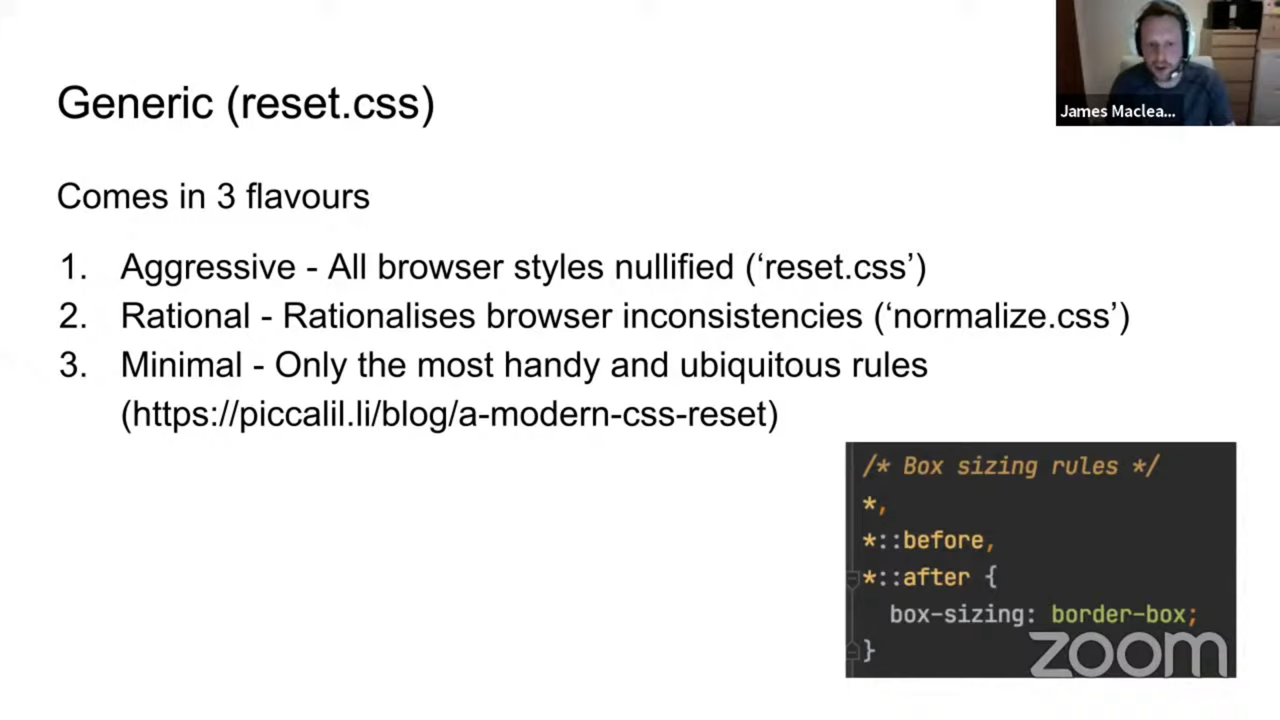 Generic (reset.css)
James Maclea...
Comes in 3 flavours
1. Aggressive - All browser styles nullified (‘reset.css’)
2. Rational - Rationalises browser inconsistencies (‘normalize.css’)
3. Minimal - Only the most handy and ubiquitous rules
(https://piccalil.li/blog/a-modern-css-reset)
/* Box sizing rules */
*,
*::before,
*::after {
box-sizing: border-box;
}
zoom